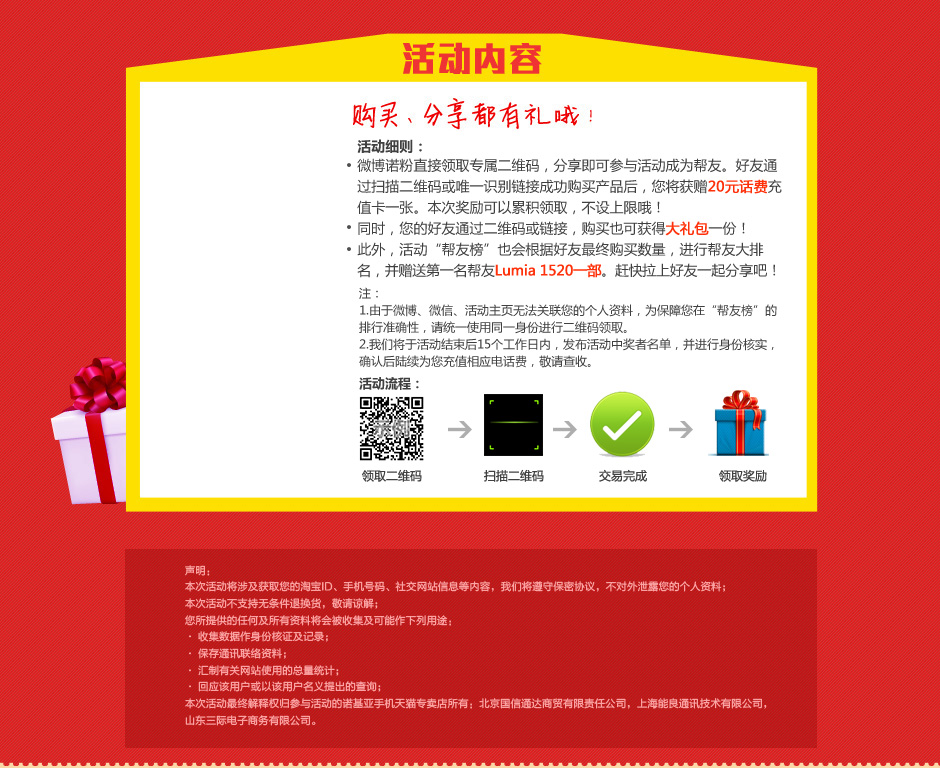 活动内容
购买、分享都有礼哦！
活动细则：
• 微博诺粉直接领取专属二维码，分享即可参与活动成为帮友。好友通
过扫描二维码或唯一识别链接成功购买产品后，您将获赠20元话费充
值卡一张。本次奖励可以累积领取，不设上限哦！
• 同时，您的好友通过二维码或链接，购买也可获得大礼包一份！
• 此外，活动“帮友榜”也会根据好友最终购买数量，进行帮友大排
名，并赠送第一名帮友Lumia 1520一部。赶快拉上好友一起分享吧！
注：
1.由于微博、微信、活动主页无法关联您的个人资料，为保障您在“帮友榜”的
排行准确性，请统一使用同一身份进行二维码领取。
2.我们将于活动结束后15个工作日内，发布活动中奖者名单，并进行身份核实，
确认后陆续为您充值相应电话费，敬请查收。
活动流程：
领取二维码 扫描二维码 交易完成 领取奖励
声明：
本次活动将涉及获取您的淘宝ID、手机号码、社交网站信息等内容，我们将遵守保密协议，不对外泄露您的个人资料；
本次活动不支持无条件退换货，敬请谅解；
您所提供的任何及所有资料将会被收集及可能作下列用途；
· 收集数据作身份核证及记录；
· 保存通讯联络资料；
· 汇制有关网站使用的总量统计；
· 回应该用户或以该用户名义提出的查询；
本次活动最终解释权归参与活动的诺基亚手机天猫专卖店所有：北京国信通达商贸有限责任公司，上海能良通讯技术有限公司，
山东三际电子商务有限公司。